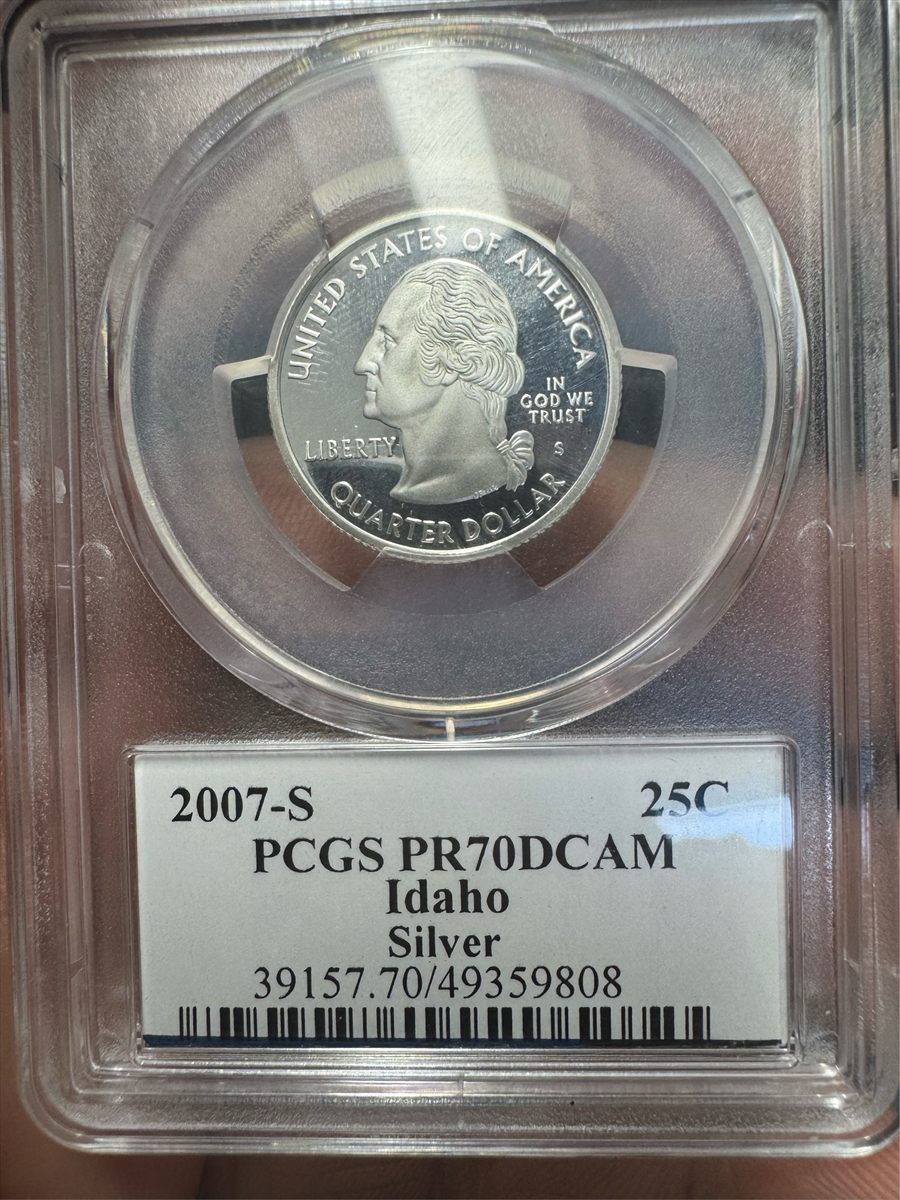 UNITED STATES OF AMERICA
IN
GOD WE
TRUST
LIBERTY
S
QUARTER DOLLAR
2007-S 25C
PCGS PR70DCAM
Idaho
Silver
39157.70/49359808